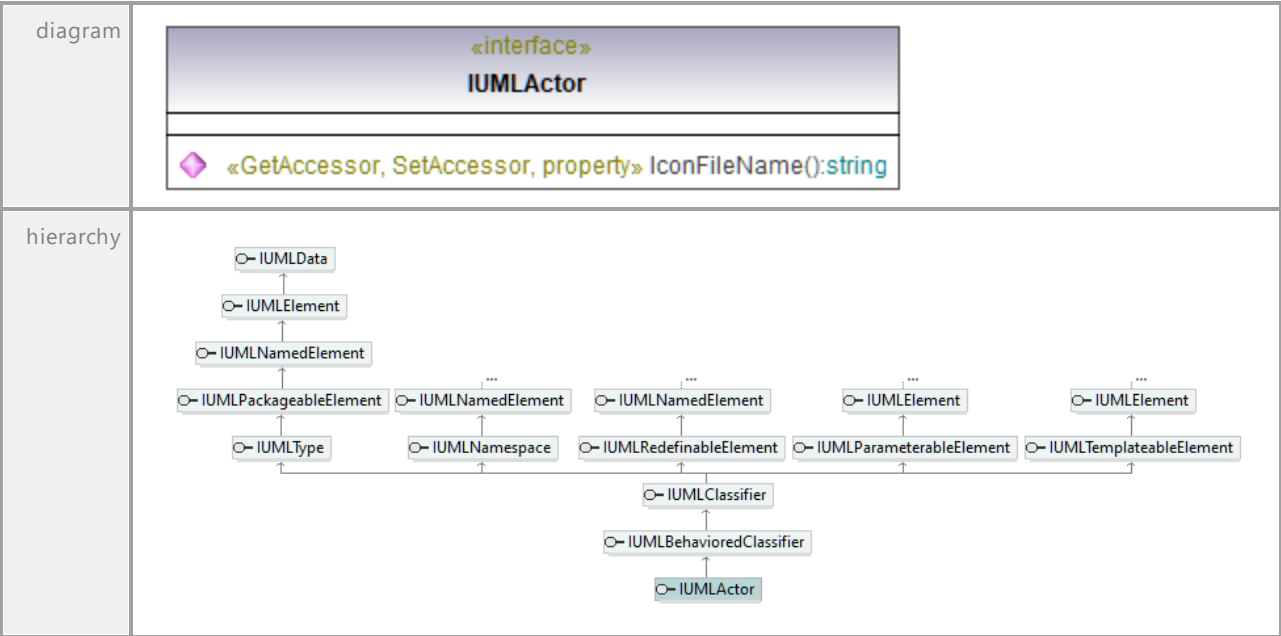 diagram
«interface»
IUMLActor
«GetAccessor, SetAccessor, property» IconFileName():string
hierarchy
IUMLData
IUMLElement
IUMLNamedElement
... ... ... ...
IUMLPackageableElement IUMLNamedElement IUMLNamedElement IUMLElement IUMLElement
IUMLType IUMLNamespace IUMLRedefinableElement IUMLParameterableElement IUMLTemplateableElement
IUMLClassifier
IUMLBehavioredClassifier
IUMLActor